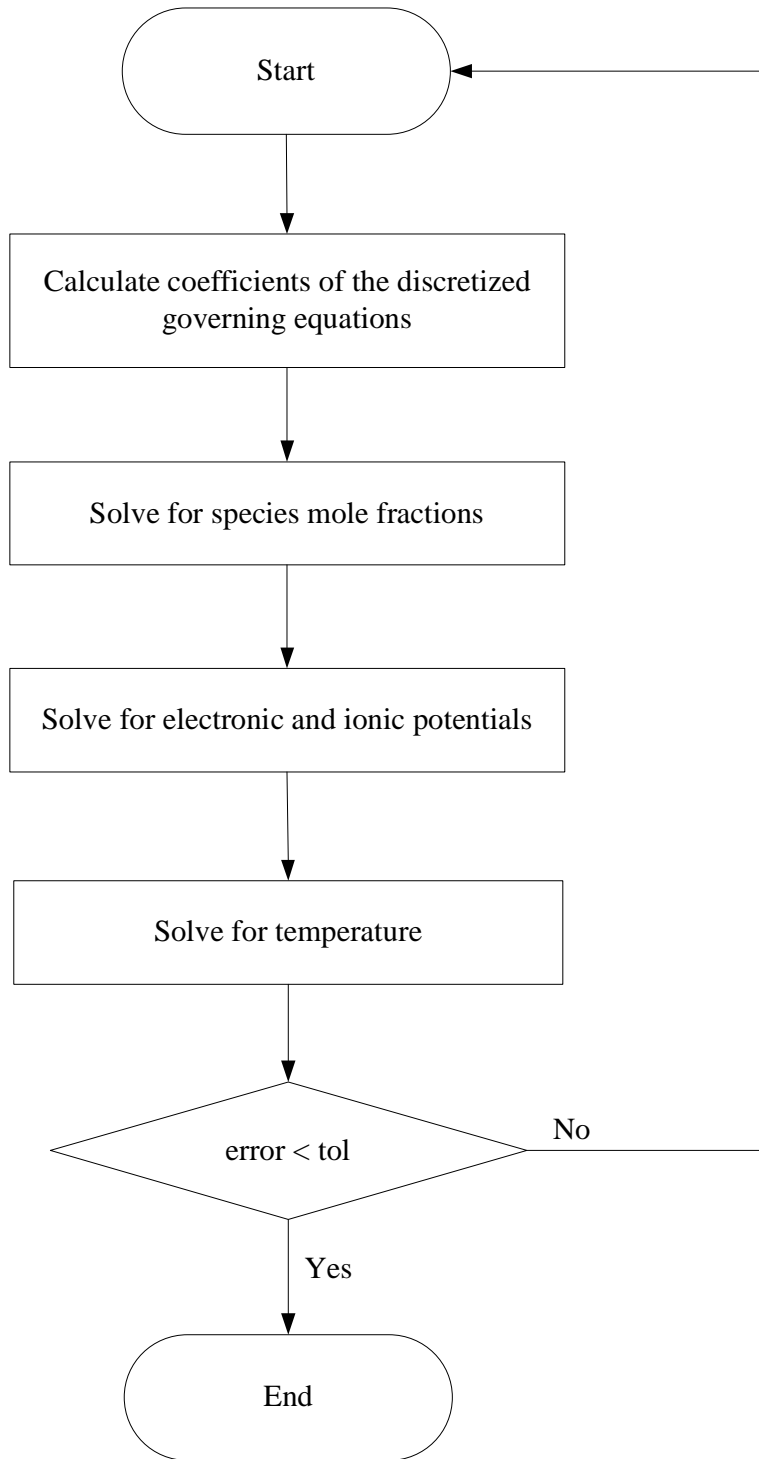 Start
Calculate coefficients of the discretized
governing equations
Solve for species mole fractions
Solve for electronic and ionic potentials
Solve for temperature
error < tol
No
Yes
End